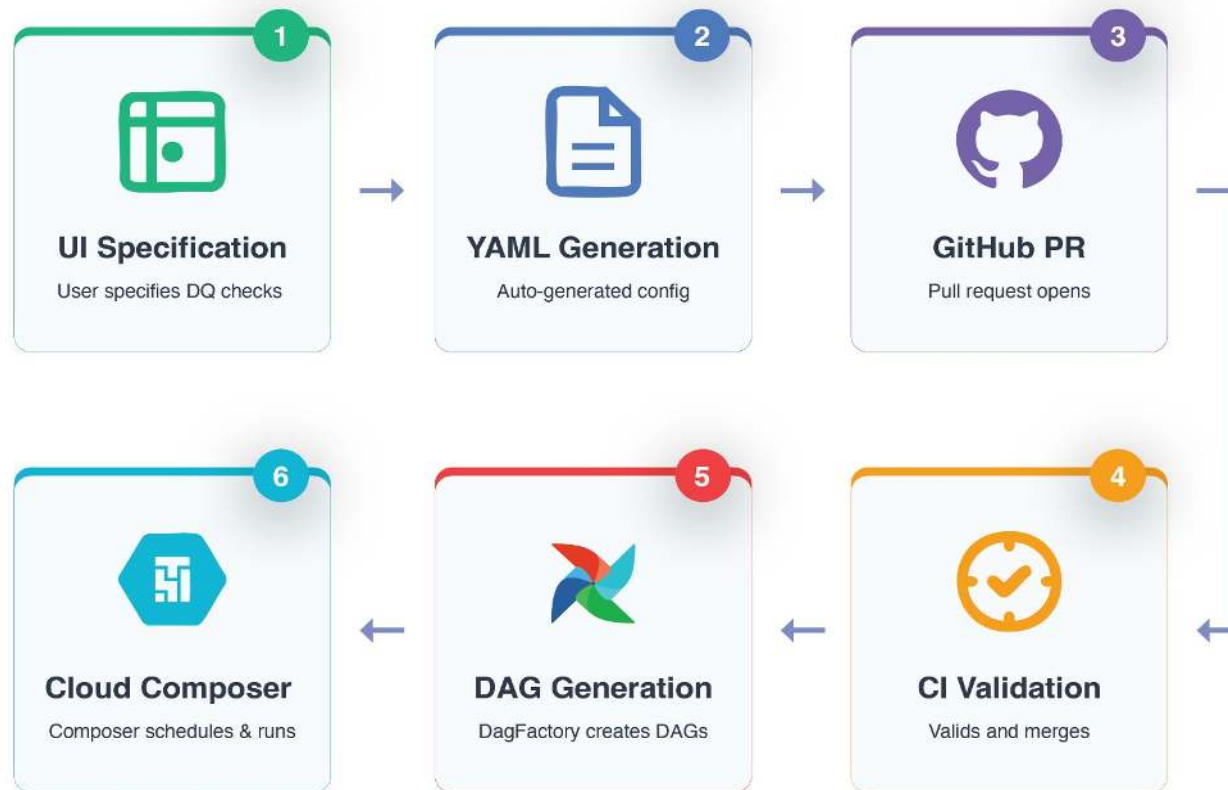 1
UI Specification
User specifies DQ checks
2
YAML Generation
Auto-generated config
3
GitHub PR
Pull request opens
4
CI Validation
Valids and merges
5
DAG Generation
DagFactory creates DAGs
6
Cloud Composer
Composer schedules & runs